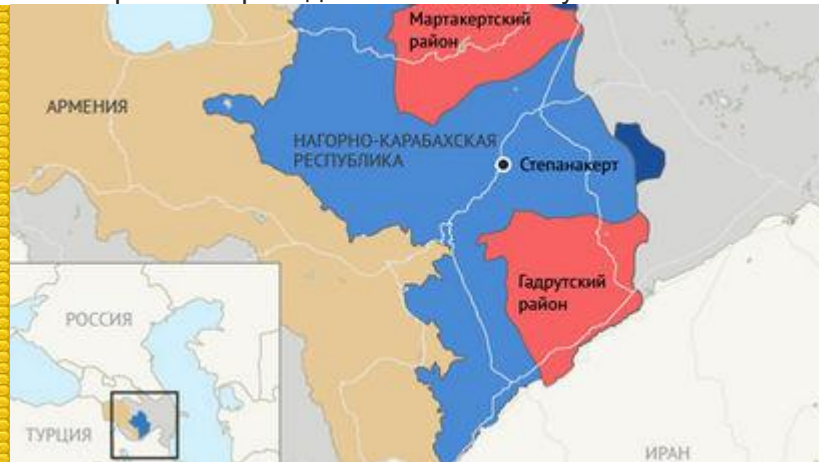 Мартакертский
район
АРМЕНИЯ
НАГОРНО-КАРАБАХСКАЯ
РЕСПУБЛИКА
Степанакерт
Гадрутский
район
РОССИЯ
ТУРЦИЯ
ИРАН